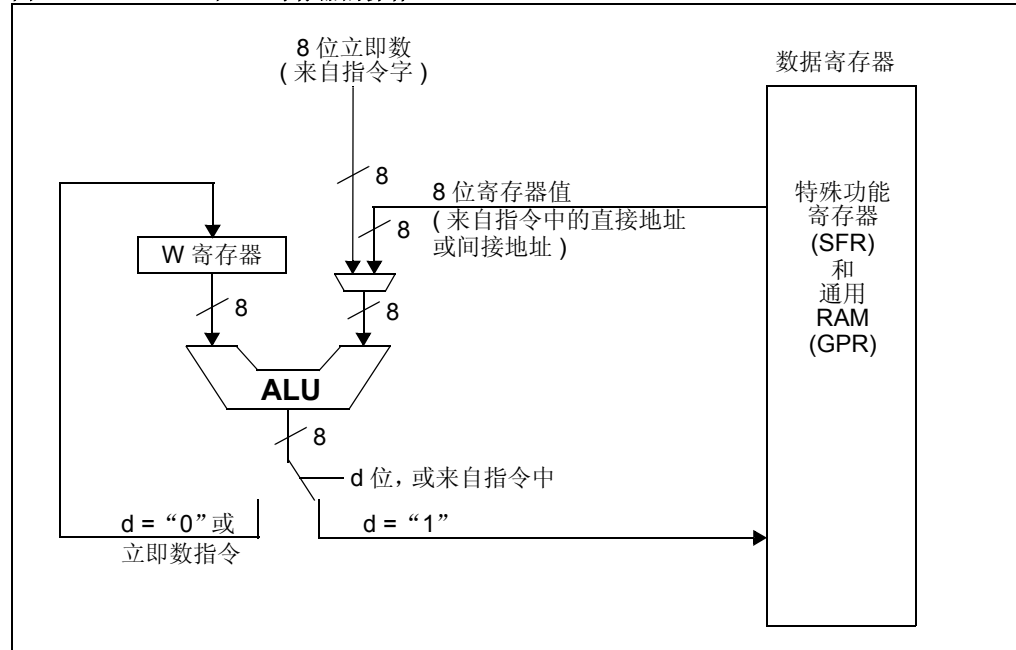 8 位立即数
( 来自指令字 )
数据寄存器
8
8 位寄存器值
( 来自指令中的直接地址
或间接地址 )
8
特殊功能
寄存器
(SFR)
和
通用
RAM
(GPR)
W 寄存器
8
8
ALU
8
d 位，或来自指令中
d = “0”或
立即数指令
d = “1”